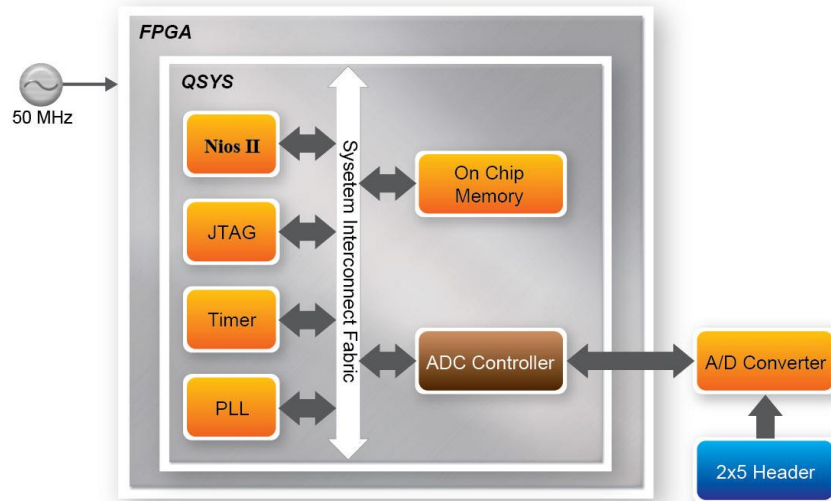 FPGA
50 MHz
QSYS
Nios II
JTAG
Timer
PLL
Sysetem Interconnect Fabric
On Chip
Memory
ADC Controller
A/D Converter
2x5 Header